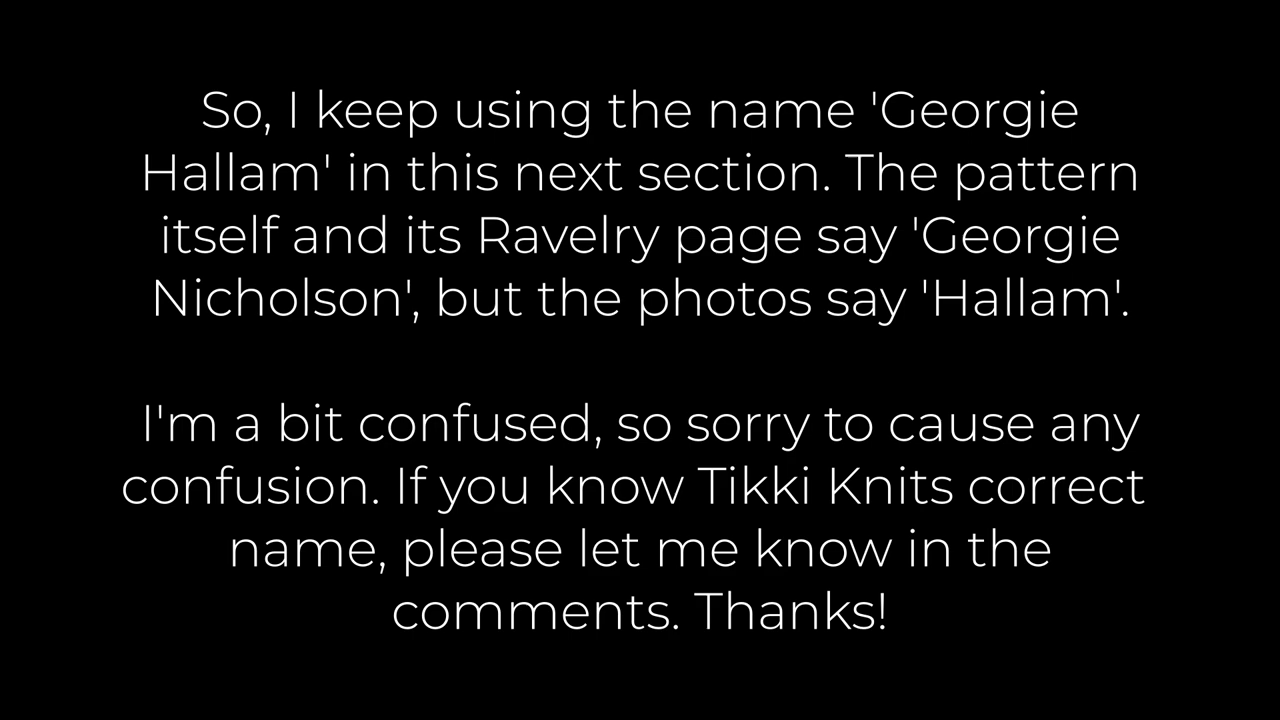 So, I keep using the name 'Georgie
Hallam' in this next section. The pattern
itself and its Ravelry page say 'Georgie
Nicholson', but the photos say 'Hallam'.
I'm a bit confused, so sorry to cause any
confusion. If you know Tikki Knits correct
name, please let me know in the
comments. Thanks!